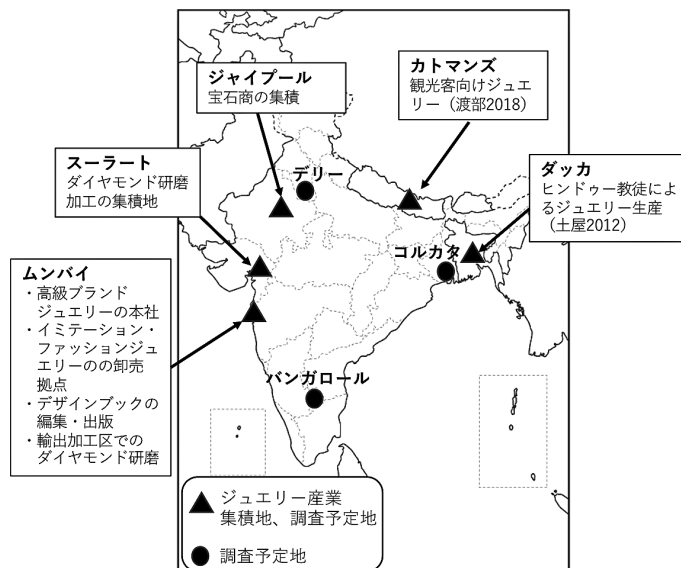 ジャイプール
宝石商の集積
カトマンズ
観光客向けジュエ
リー（渡部2018）
スーラート
ダイヤモンド研磨
加工の集積地
デリー
ダッカ
ヒンドゥー教徒によ
るジュエリー生産
（土屋2012）
コルカタ
ムンバイ
・高級ブランド
ジュエリーの本社
・イミテーション・
ファッションジュ
エリーのの卸売
拠点
・デザインブックの
編集・出版
・輸出加工区での
ダイヤモンド研磨
バンガロール
ジュエリー産業
集積地、調査予定地
調査予定地